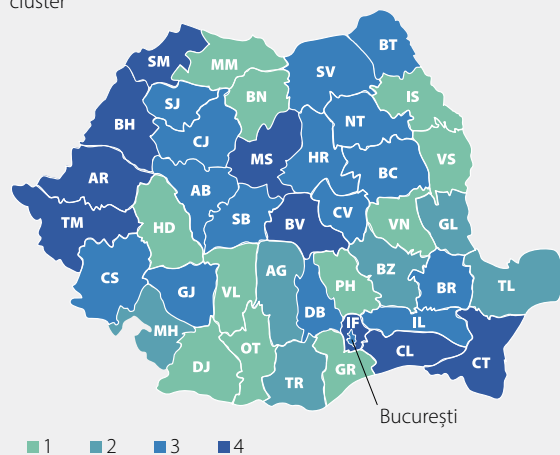 cluster
BT
SM
MM
SV
BN
IS
SJ
NT
BH
CJ
MS
HR
VS
BC
AR
AB
CV
TM
SB
BV
VN
GL
HD
CS
GJ
VL
AG
BZ
PH
BR
TL
DB
MH
IF
IL
OT
CL
DJ
CT
TR
GR
București
1 2 3 4